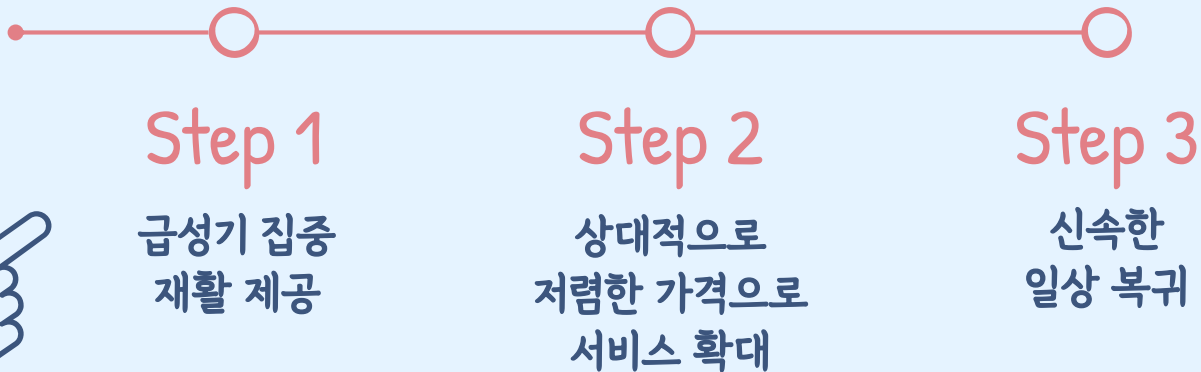 Step 1
급성기 집중
재활 제공
Step 2
상대적으로
저렴한 가격으로
서비스 확대
Step 3
신속한
일상 복귀